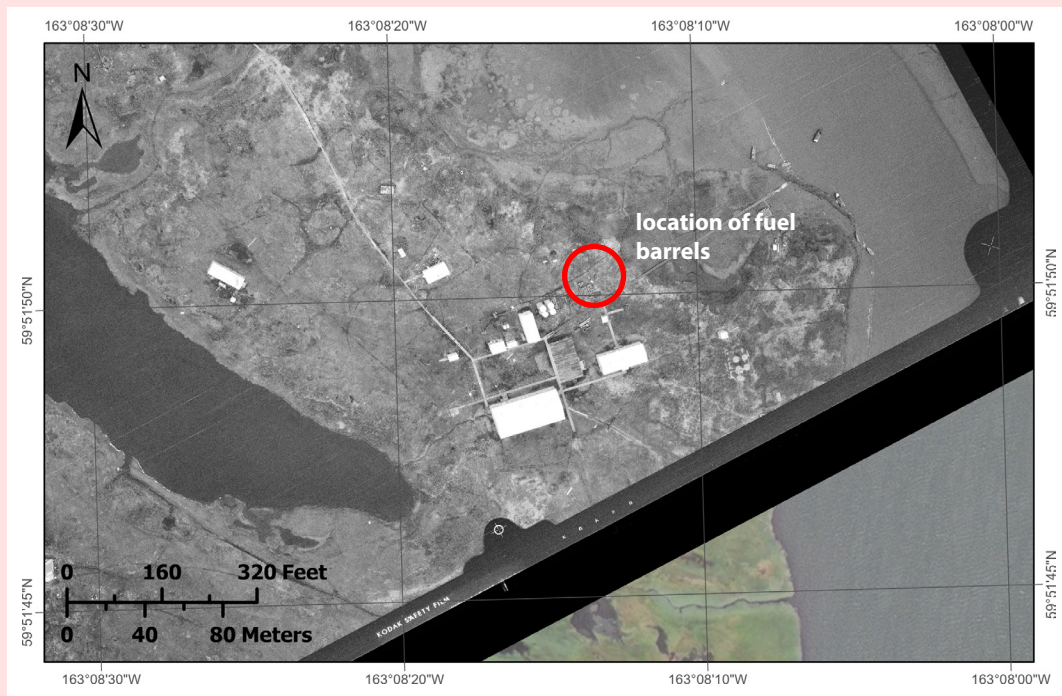 163°08'30"W 163°08'20"W 163°08'10"W 163°08'00"W
N
location of fuel
barrels
59°51'50"N 59°51'50"N
59°51'45"N 59°51'45"N
0 160 320 Feet
0 40 80 Meters
KODAK SAFETY FILM
163°08'30"W 163°08'20"W 163°08'10"W 163°08'00"W